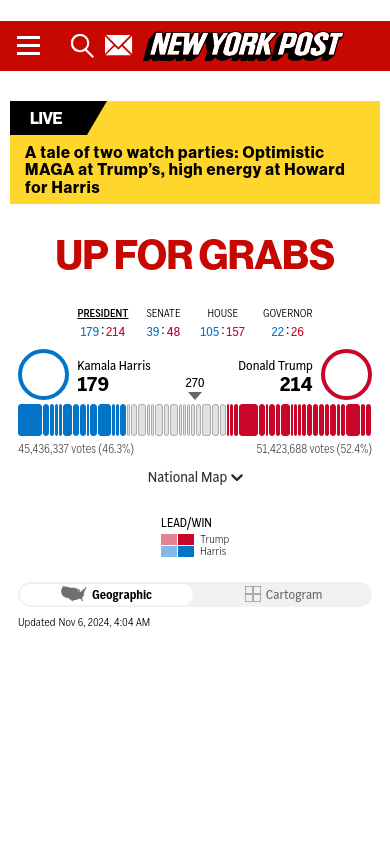 NEW YORK POST
LIVE
A tale of two watch parties: Optimistic
MAGA at Trump’s, high energy at Howard
for Harris
UP FOR GRABS
PRESIDENT SENATE HOUSE GOVERNOR
179:214 39:48 105:157 22:26
Kamala Harris Donald Trump
179 270 214
45,436,337 votes (46.3%) 51,423,688 votes (52.4%)
National Map
LEAD/WIN
Trump
Harris
Geographic Cartogram
Updated Nov 6, 2024, 4:04 AM